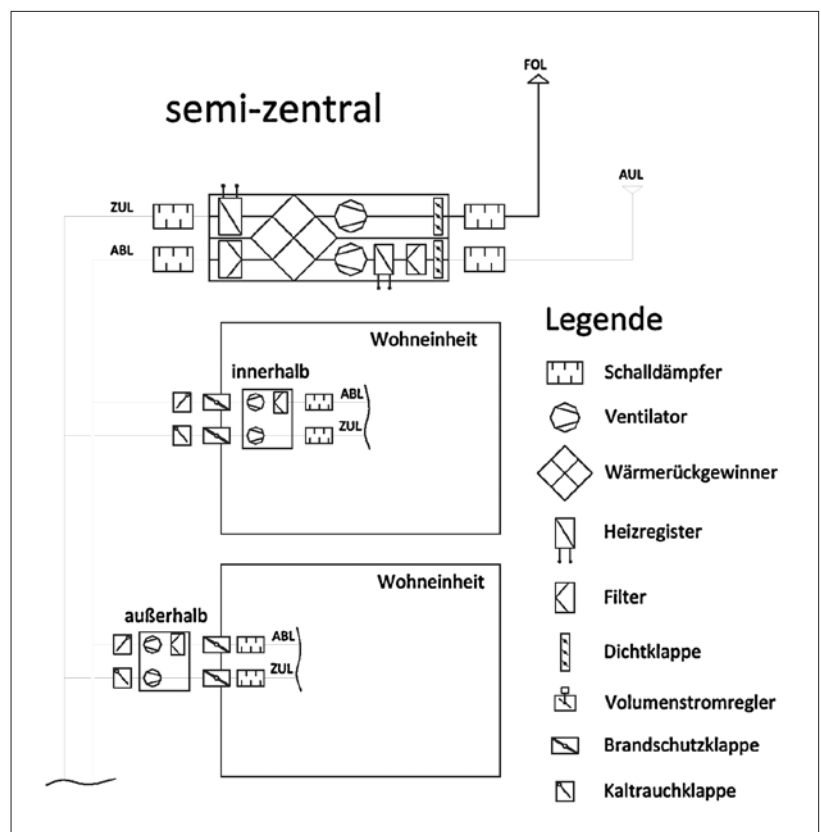 semi-zentral
FOL
AUL
ZUL
ABL
Wohneinheit
innerhalb
ABL
ZUL
Wohneinheit
außerhalb
ABL
ZUL
Legende
Schalldämpfer
Ventilator
Wärmerückgewinner
Heizregister
Filter
Dichtklappe
Volumenstromregler
Brandschutzklappe
Kaltrauchklappe